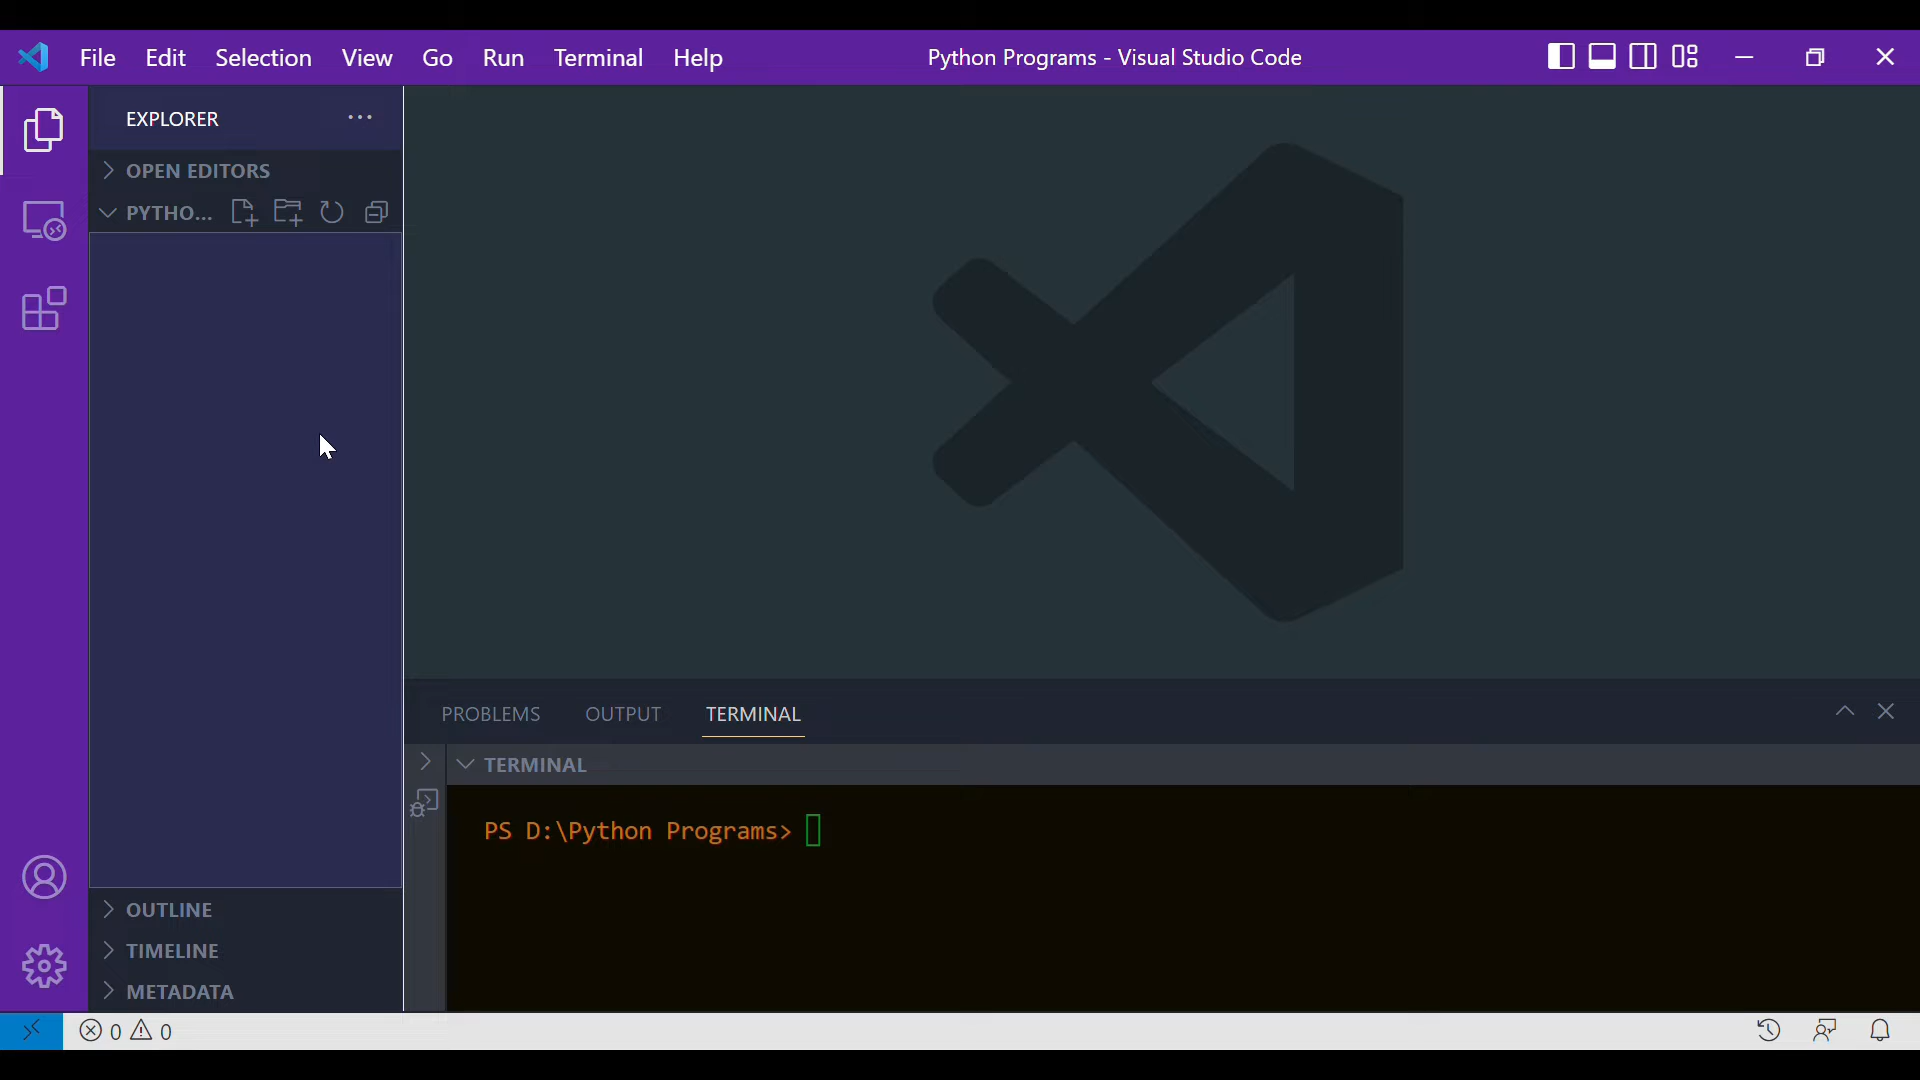 File Edit Selection View Go Run Terminal Help Python Programs - Visual Studio Code
EXPLORER
OPEN EDITORS
PYTHO...
PROBLEMS OUTPUT TERMINAL
TERMINAL
PS D:\Python Programs>
OUTLINE
TIMELINE
METADATA
0 0